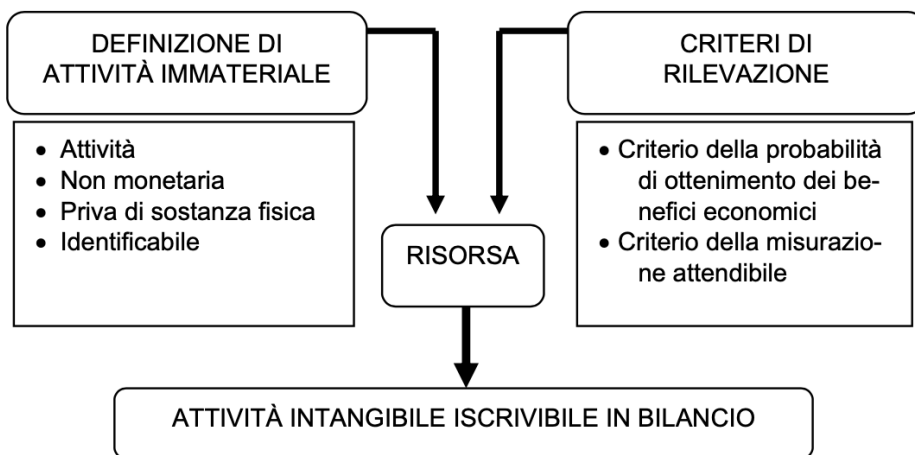 DEFINIZIONE DI
ATTIVITÀ IMMATERIALE
• Attività
• Non monetaria
• Priva di sostanza fisica
• Identificabile
CRITERI DI
RILEVAZIONE
• Criterio della probabilità
di ottenimento dei be-
nefici economici
• Criterio della misurazio-
ne attendibile
RISORSA
ATTIVITÀ INTANGIBILE ISCRIVIBILE IN BILANCIO